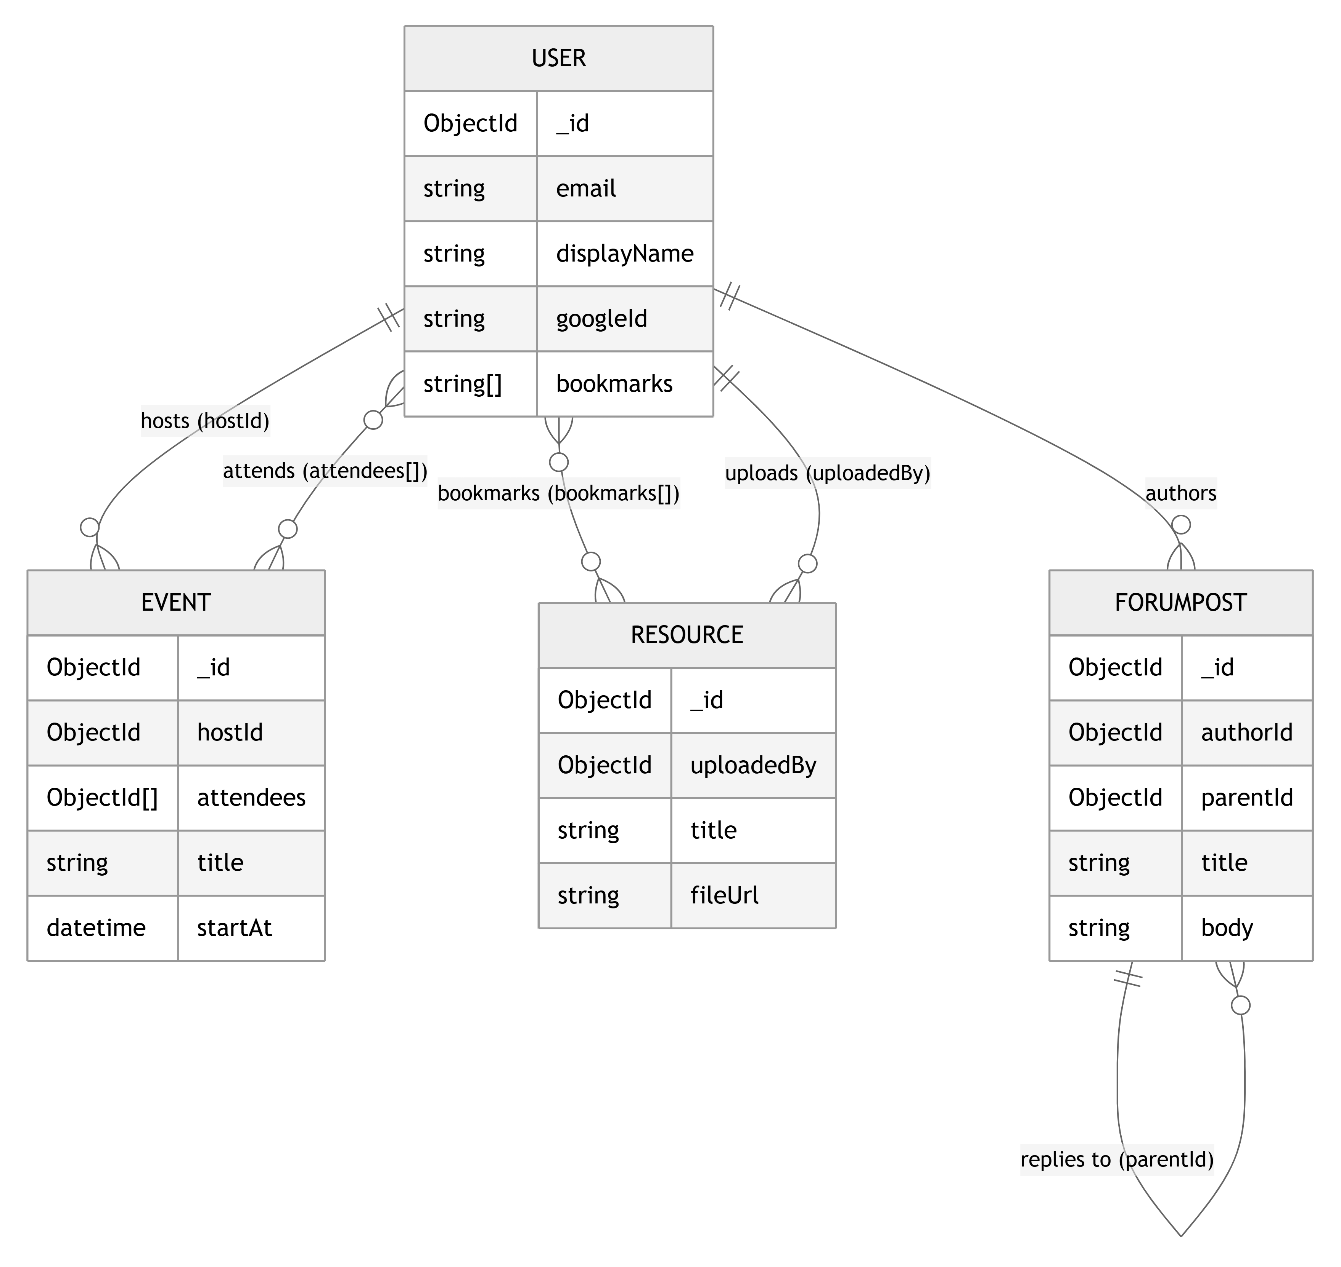 USER
ObjectId _id
string email
string displayName
string googleId
string[] bookmarks
hosts (hostId)
attends (attendees[])
bookmarks (bookmarks[])
uploads (uploadedBy)
authors
EVENT
ObjectId _id
ObjectId hostId
ObjectId[] attendees
string title
datetime startAt
RESOURCE
ObjectId _id
ObjectId uploadedBy
string title
string fileUrl
FORUMPOST
ObjectId _id
ObjectId authorId
ObjectId parentId
string title
string body
replies to (parentId)